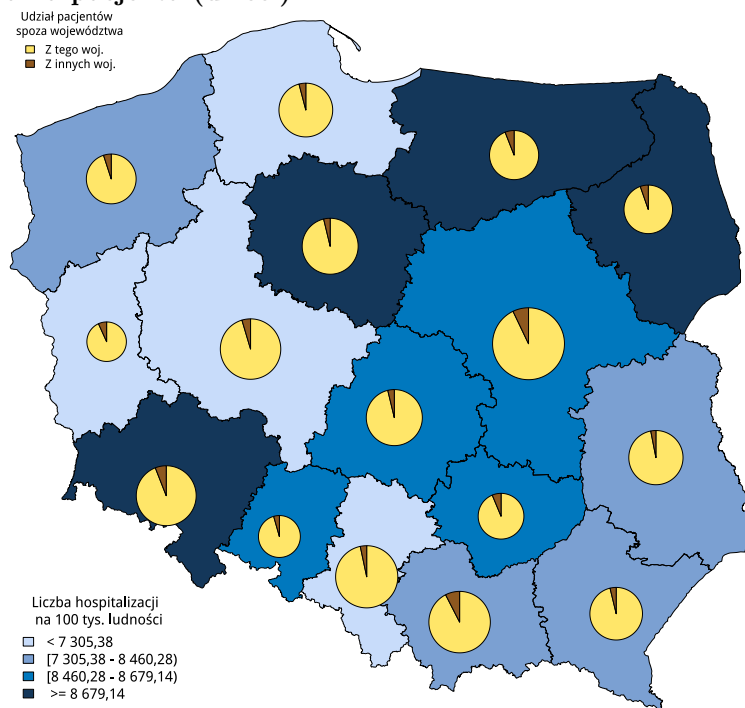 Udział pacjentów
spoza województwa
Z tego woj.
Z innych woj.
Liczba hospitalizacji
na 100 tys. ludności
< 7 305,38
[7 305,38 - 8 460,28)
[8 460,28 - 8 679,14)
>= 8 679,14